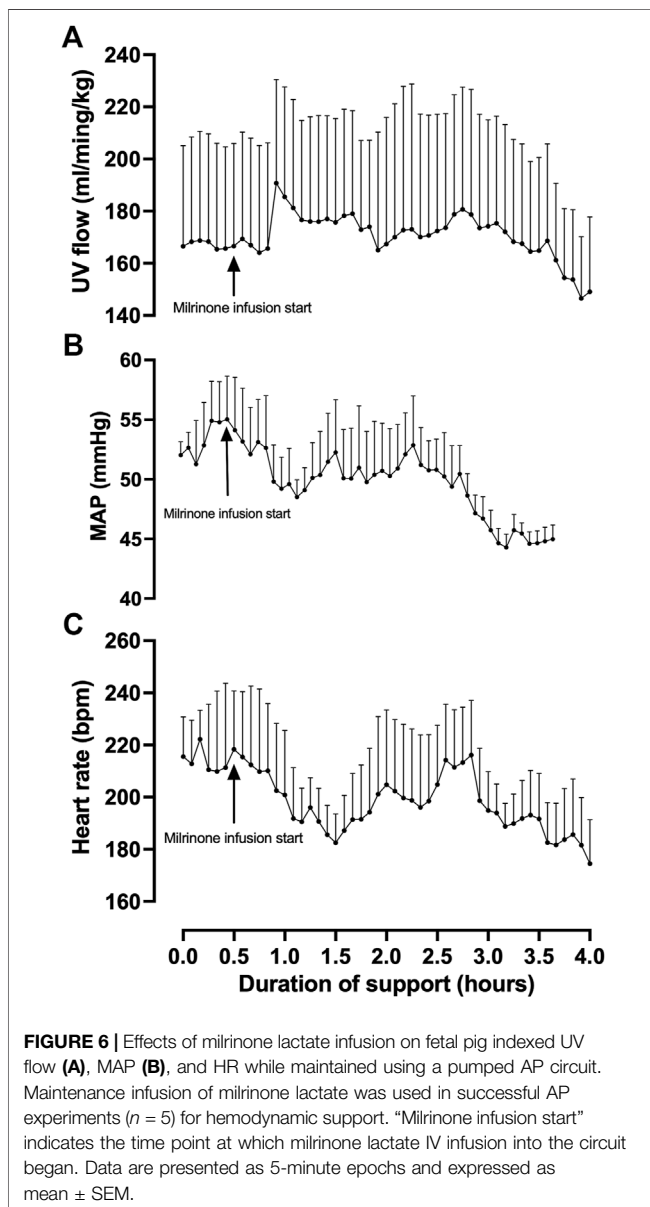 A
240
220
200
180
160
140
UV flow (ml/ming/kg)
Milrinone infusion start
B
60
55
50
45
40
MAP (mmHg)
Milrinone infusion start
C
260
240
220
200
180
160
Heart rate (bpm)
Milrinone infusion start
0.0 0.5 1.0 1.5 2.0 2.5 3.0 3.5 4.0
Duration of support (hours)
FIGURE 6 | Effects of milrinone lactate infusion on fetal pig indexed UV
flow (A), MAP (B), and HR while maintained using a pumped AP circuit.
Maintenance infusion of milrinone lactate was used in successful AP
experiments (n = 5) for hemodynamic support. “Milrinone infusion start”
indicates the time point at which milrinone lactate IV infusion into the circuit
began. Data are presented as 5-minute epochs and expressed as
mean ± SEM.